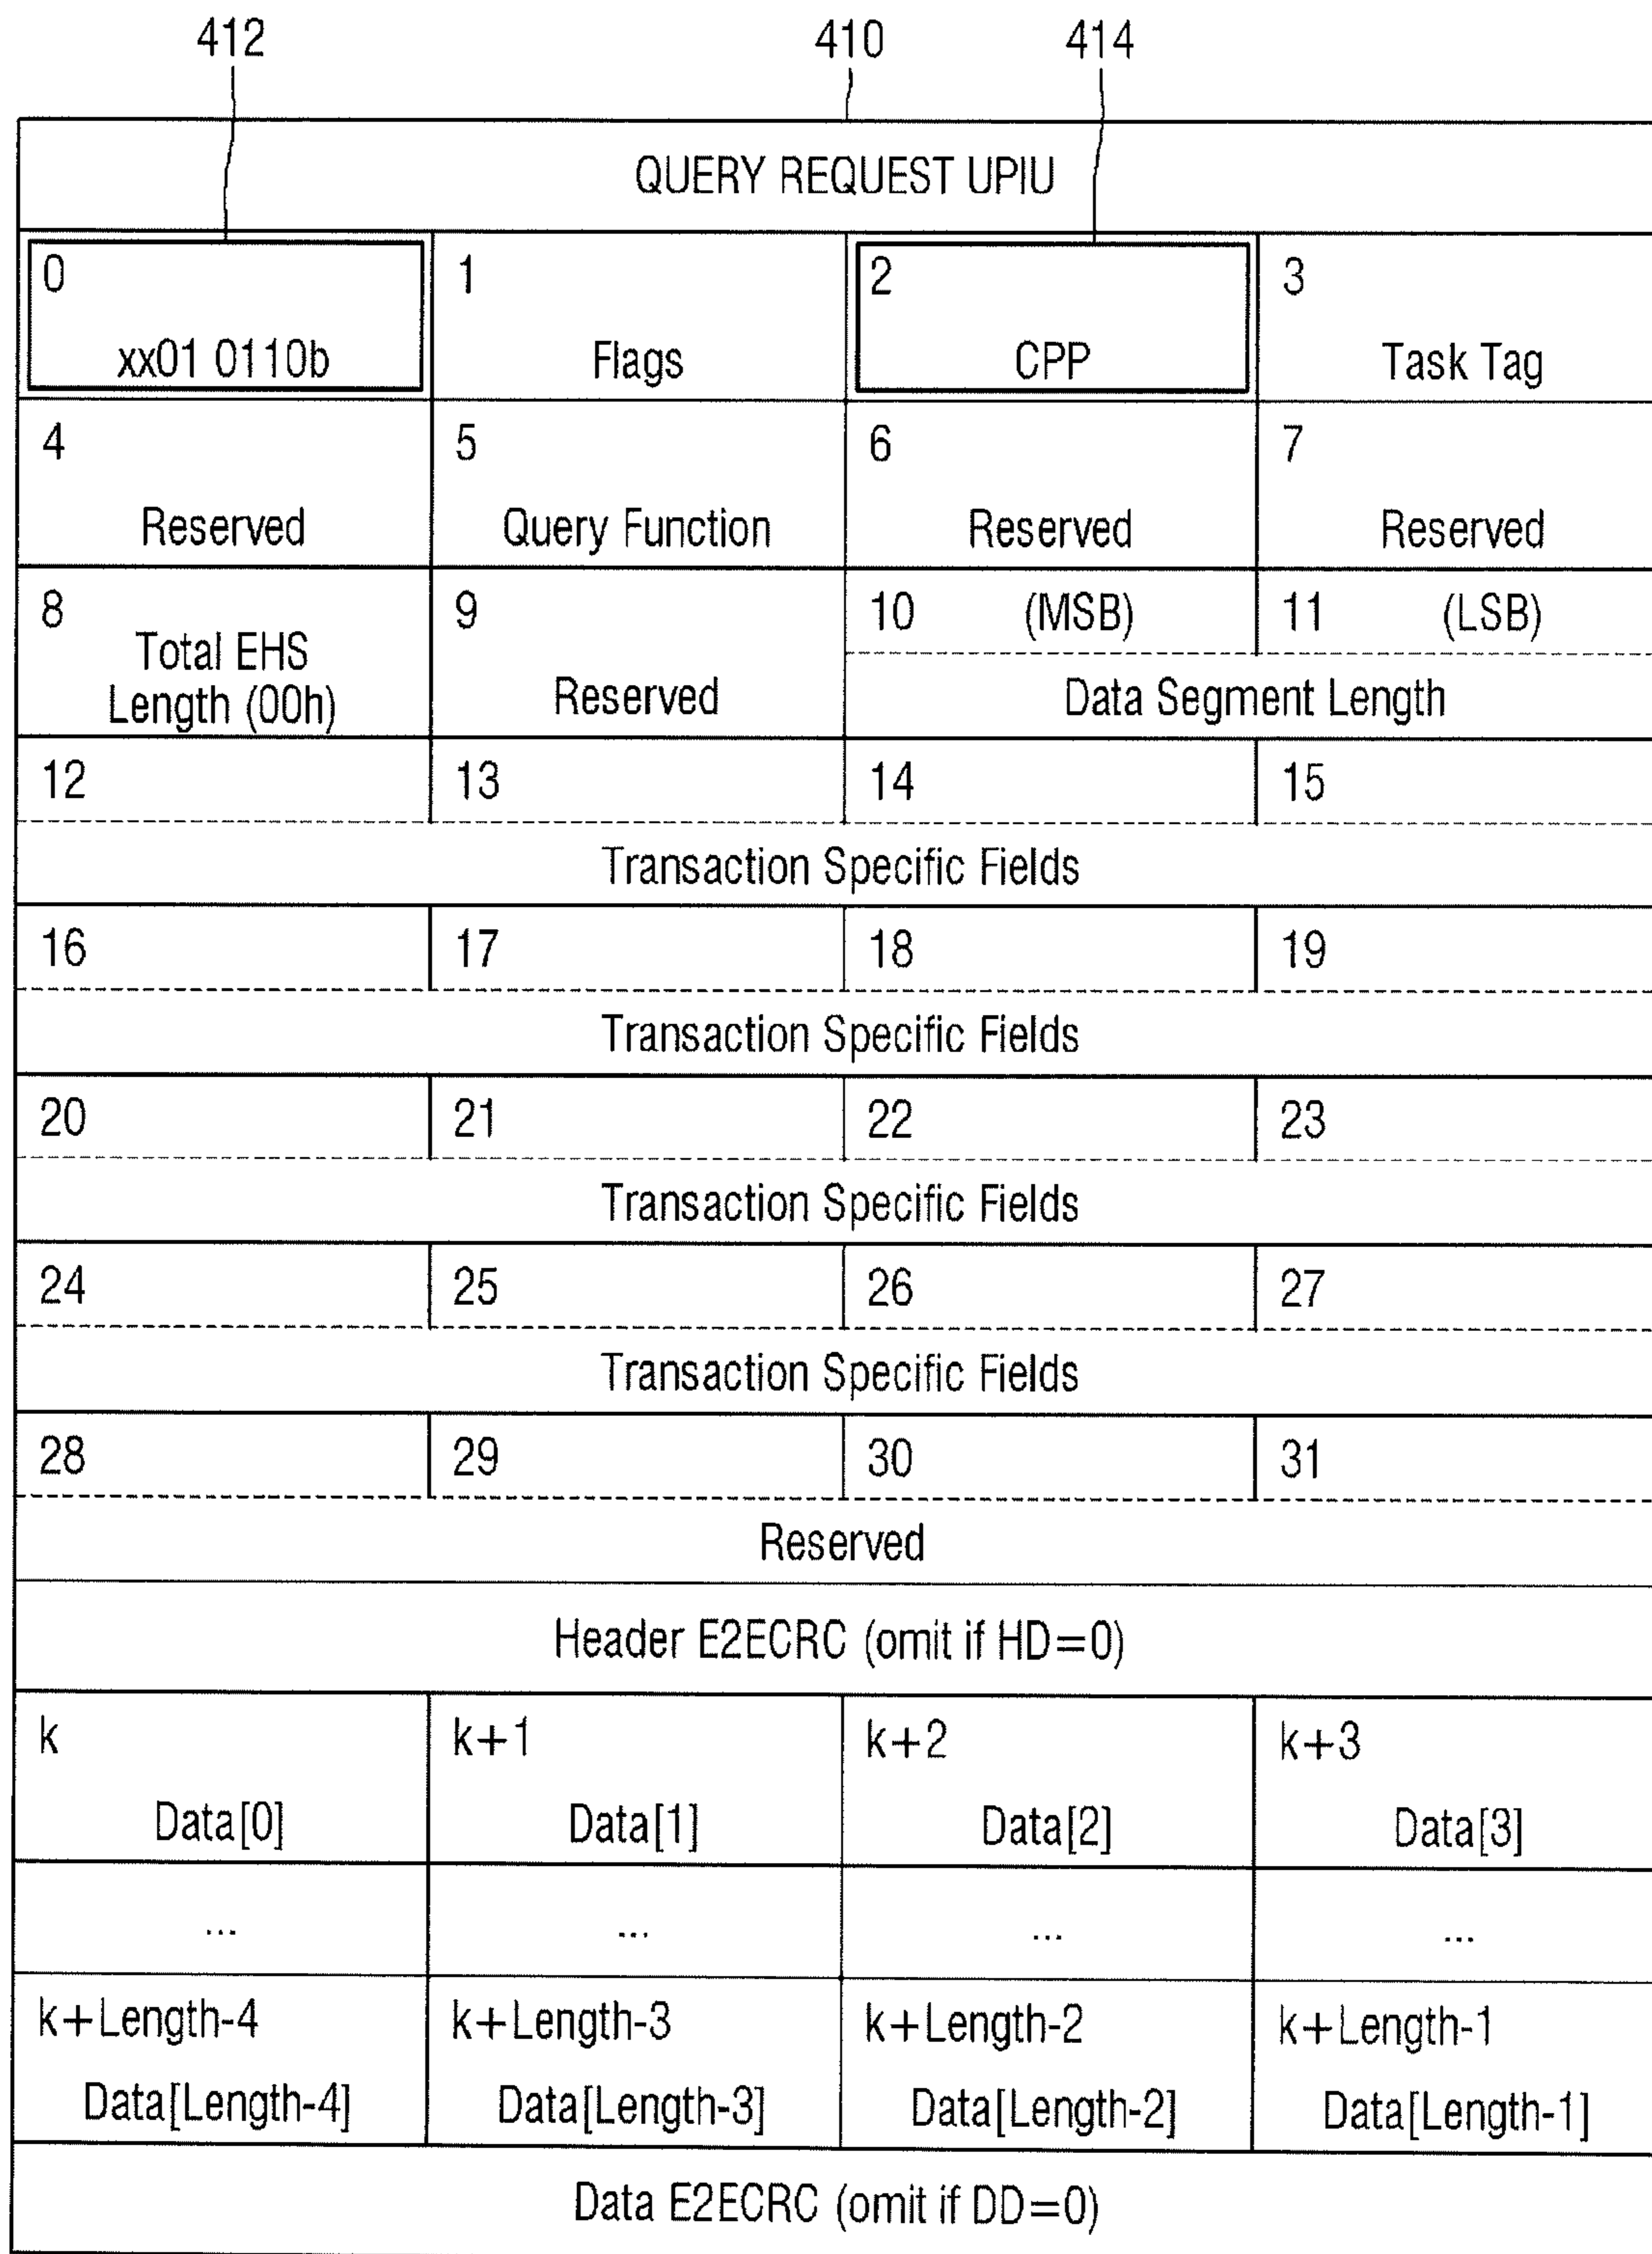 412 410 414
QUERY REQUEST UPIU
0 1 2 3
xx01 0110b Flags CPP Task Tag
4 5 6 7
Reserved Query Function Reserved Reserved
8 9 10 (MSB) 11 (LSB)
Total EHS
Length (00h) Reserved Data Segment Length
12 13 14 15
Transaction Specific Fields
16 17 18 19
Transaction Specific Fields
20 21 22 23
Transaction Specific Fields
24 25 26 27
Transaction Specific Fields
28 29 30 31
Reserved
Header E2ECRC (omit if HD=0)
k k+1 k+2 k+3
Data[0] Data[1] Data[2] Data[3]
... ... ... ...
k+Length-4 k+Length-3 k+Length-2 k+Length-1
Data[Length-4] Data[Length-3] Data[Length-2] Data[Length-1]
Data E2ECRC (omit if DD=0)